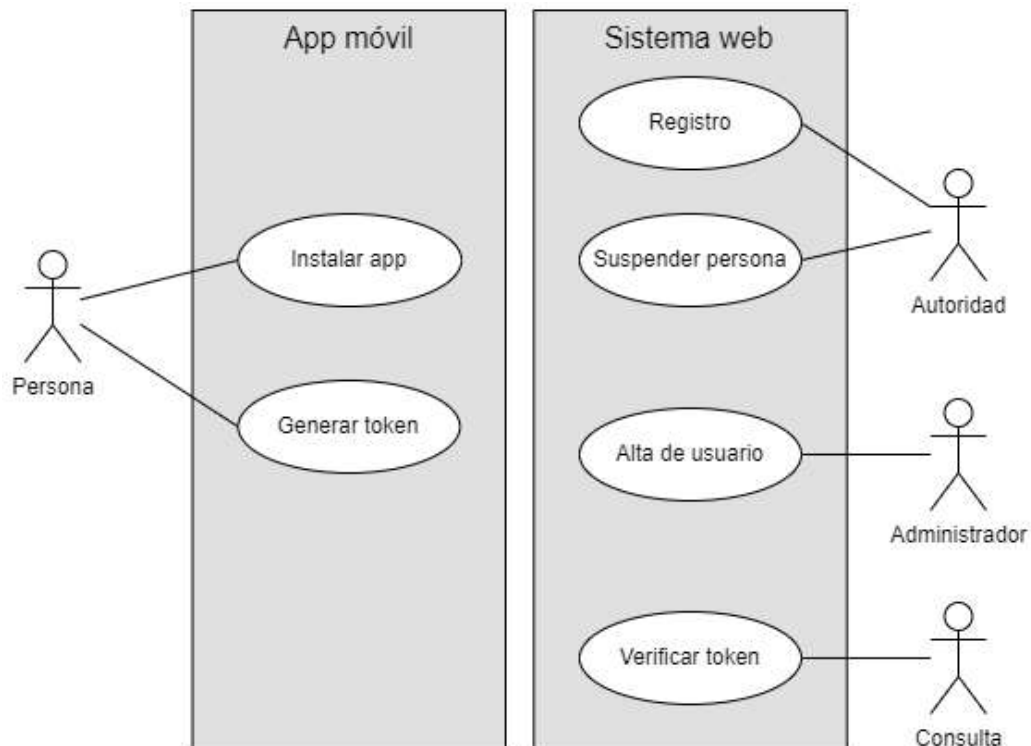 App móvil
Sistema web
Registro
Instalar app
Suspender persona
Autoridad
Persona
Generar token
Alta de usuario
Administrador
Verificar token
Consulta